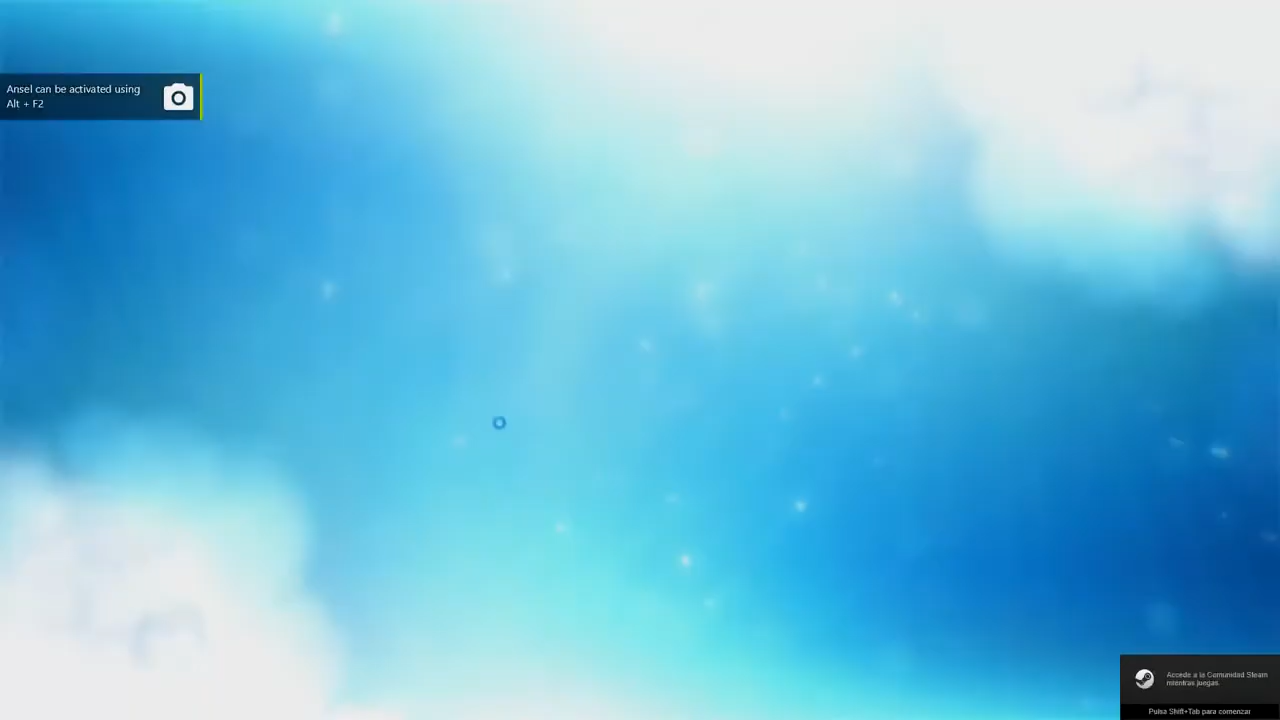 Ansel can be activated using
Alt + F2
Accede a la Comunidad Steam
mientras juegas.
Pulsa Shift+Tab para comenzar